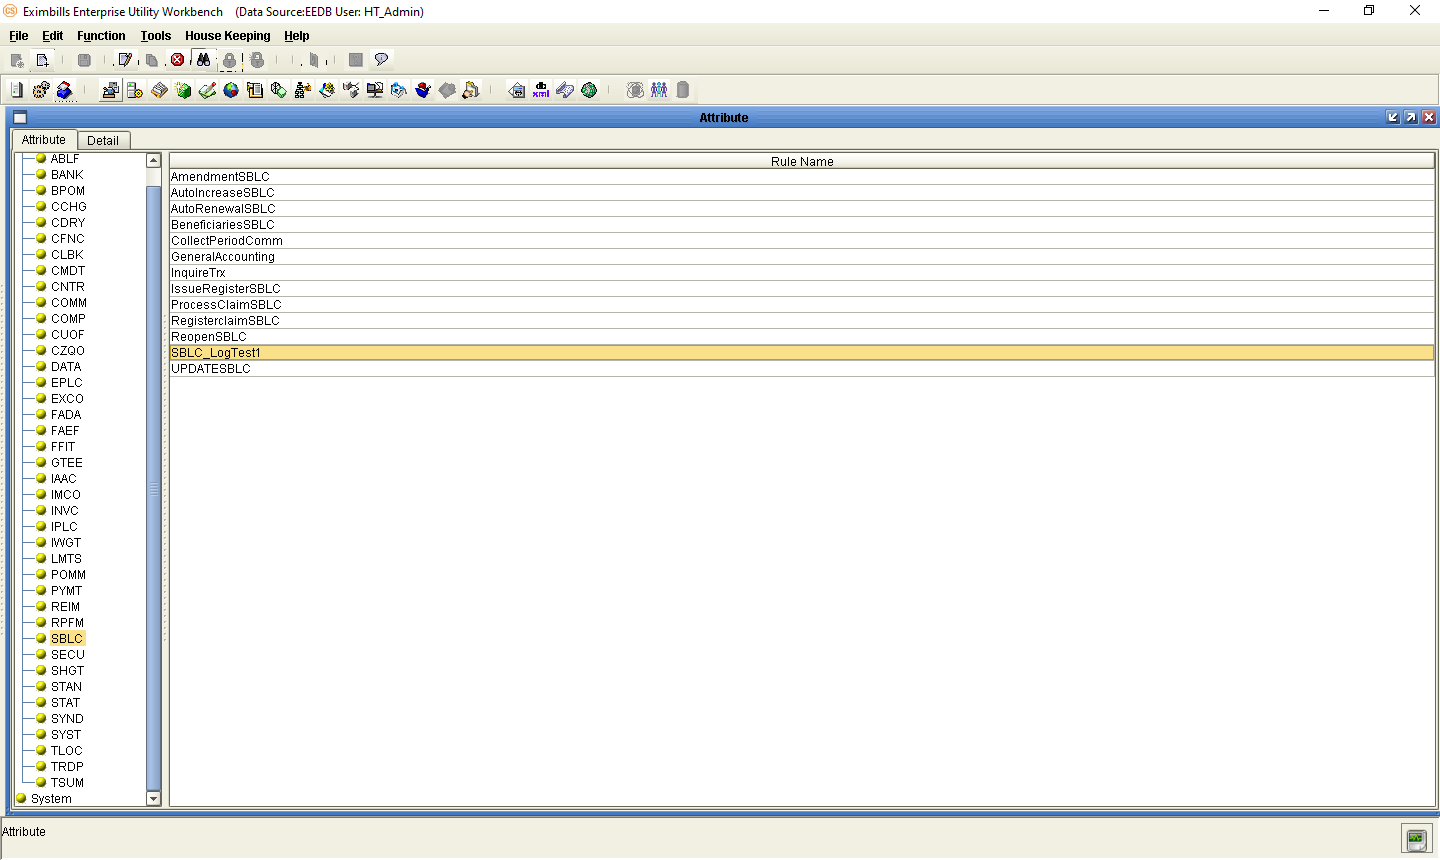 Eximbills Enterprise Utility Workbench (Data Source:EEDB User: HT_Admin)
File Edit Function Tools House Keeping Help
Attribute
Attribute Detail
ABLF
BANK
BPOM
CCHG
CDRY
CFNC
CLBK
CMDT
CNTR
COMM
COMP
CUOF
CZQO
DATA
EPLC
EXCO
FADA
FAEF
FFIT
GTEE
IAAC
IMCO
INVC
IPLC
IWGT
LMTS
POMM
PYMT
REIM
RPFM
SBLC
SECU
SHGT
STAN
STAT
SYND
SYST
TLOC
TRDP
TSUM
System
Rule Name
AmendmentSBLC
AutoIncreaseSBLC
AutoRenewalSBLC
BeneficiariesSBLC
CollectPeriodComm
GeneralAccounting
InquireTrx
IssueRegisterSBLC
ProcessClaimSBLC
RegisterclaimSBLC
ReopenSBLC
SBLC_LogTest1
UPDATESBLC
Attribute